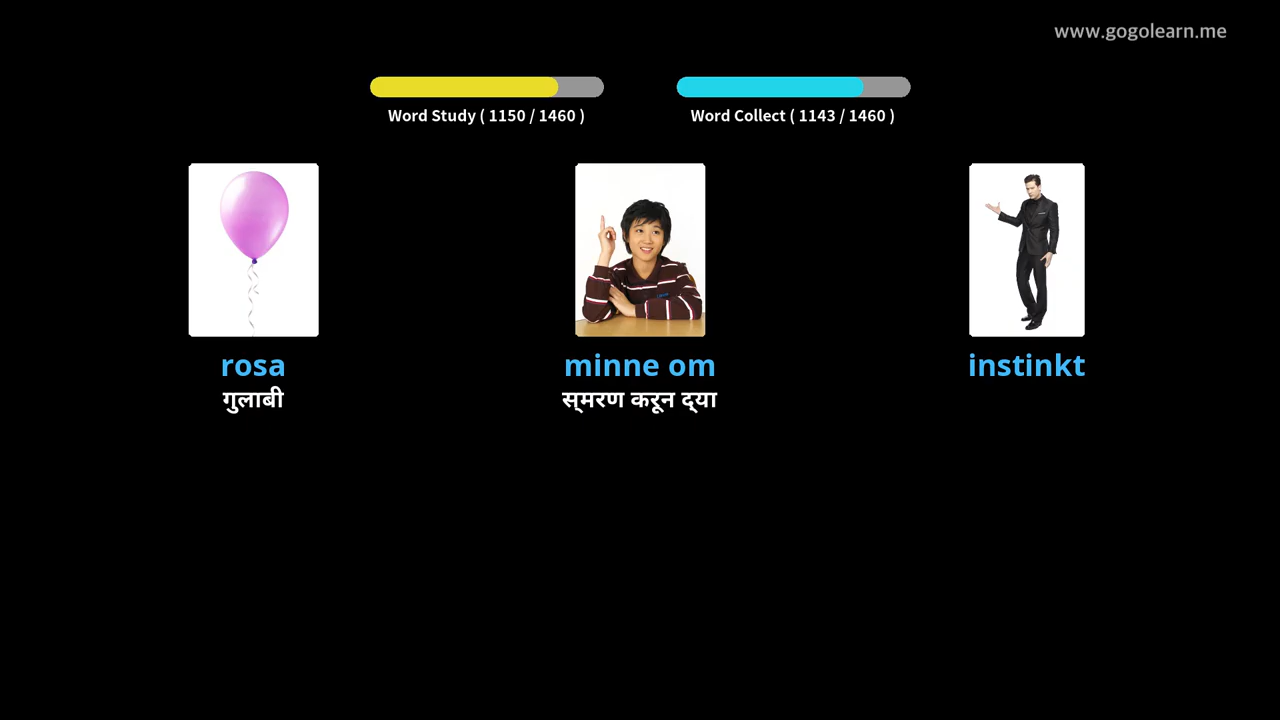 www.gogolearn.me
Word Study ( 1150 / 1460 )
Word Collect ( 1143 / 1460 )
rosa
गुलाबी
minne om
स्मरण करून द्या
instinkt